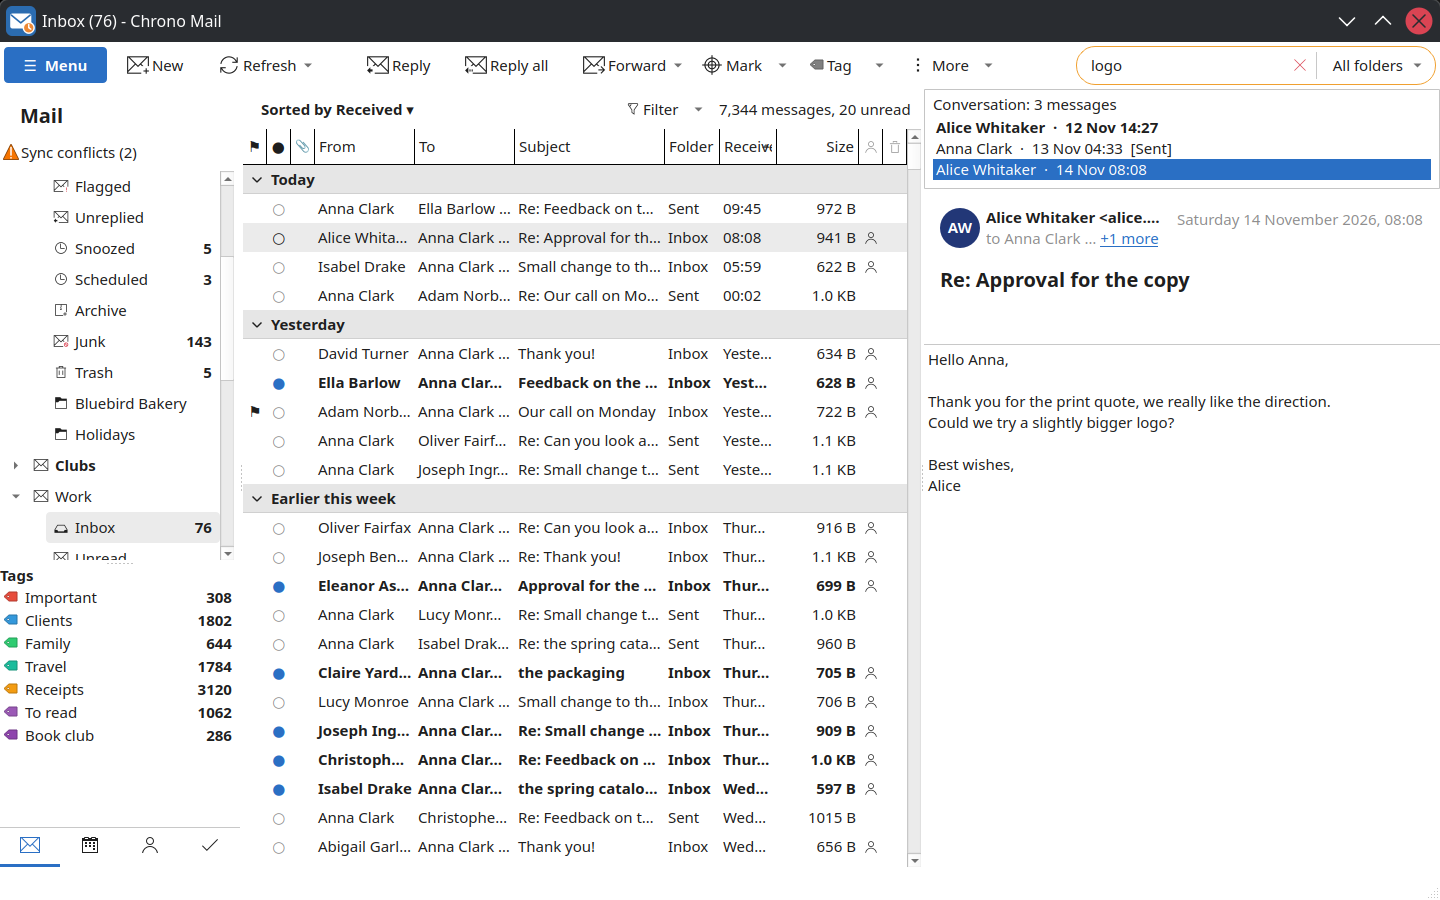 Inbox (76) - Chrono Mail
Menu New Refresh Reply Reply all Forward Mark Tag More logo All folders
Mail
Sync conflicts (2)
Flagged
Unreplied
Snoozed 5
Scheduled 3
Archive
Junk 143
Trash 5
Bluebird Bakery
Holidays
Clubs
Work
Inbox 76
Unread
Tags
Important 308
Clients 1802
Family 644
Travel 1784
Receipts 3120
To read 1062
Book club 286
Sorted by Received Filter 7,344 messages, 20 unread
From To Subject Folder Receiv Size
Today
Anna Clark Ella Barlow ... Re: Feedback on t... Sent 09:45 972 B
Alice Whita... Anna Clark ... Re: Approval for th... Inbox 08:08 941 B
Isabel Drake Anna Clark ... Small change to th... Inbox 05:59 622 B
Anna Clark Adam Norb... Re: Our call on Mo... Sent 00:02 1.0 KB
Yesterday
David Turner Anna Clark ... Thank you! Inbox Yeste... 634 B
Ella Barlow Anna Clar... Feedback on the ... Inbox Yest... 628 B
Adam Norb... Anna Clark ... Our call on Monday Inbox Yeste... 722 B
Anna Clark Oliver Fairf... Re: Can you look a... Sent Yeste... 1.1 KB
Anna Clark Joseph Ingr... Re: Small change t... Sent Yeste... 1.1 KB
Earlier this week
Oliver Fairfax Anna Clark ... Re: Can you look a... Inbox Thur... 916 B
Joseph Ben... Anna Clark ... Re: Thank you! Inbox Thur... 1.1 KB
Eleanor As... Anna Clar... Approval for the ... Inbox Thur... 699 B
Anna Clark Lucy Monr... Re: Small change t... Sent Thur... 1.0 KB
Anna Clark Isabel Drak... Re: the spring cata... Sent Thur... 960 B
Claire Yard... Anna Clar... the packaging Inbox Thur... 705 B
Lucy Monroe Anna Clark ... Small change to th... Inbox Thur... 706 B
Joseph Ing... Anna Clar... Re: Small change ... Inbox Thur... 909 B
Christoph... Anna Clar... Re: Feedback on ... Inbox Thur... 1.0 KB
Isabel Drake Anna Clar... the spring catalo... Inbox Wed... 597 B
Anna Clark Christophe... Re: Feedback on t... Sent Wed... 1015 B
Abigail Garl... Anna Clark ... Thank you! Inbox Wed... 656 B
Conversation: 3 messages
Alice Whitaker · 12 Nov 14:27
Anna Clark · 13 Nov 04:33 [Sent]
Alice Whitaker · 14 Nov 08:08
AW Alice Whitaker <alice.... Saturday 14 November 2026, 08:08
to Anna Clark ... +1 more
Re: Approval for the copy
Hello Anna,
Thank you for the print quote, we really like the direction.
Could we try a slightly bigger logo?
Best wishes,
Alice